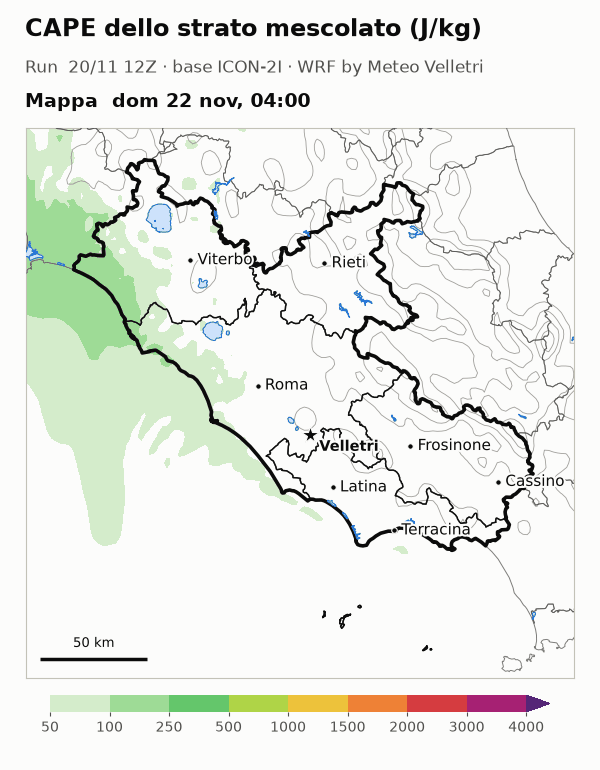 CAPE dello strato mescolato (J/kg)
Run  20/11 12Z · base ICON-2I · WRF by Meteo Velletri
Mappa  dom 22 nov, 04:00
Viterbo
Rieti
Roma
Velletri
Frosinone
Cassino
Latina
Terracina
50 km
50 100 250 500 1000 1500 2000 3000 4000